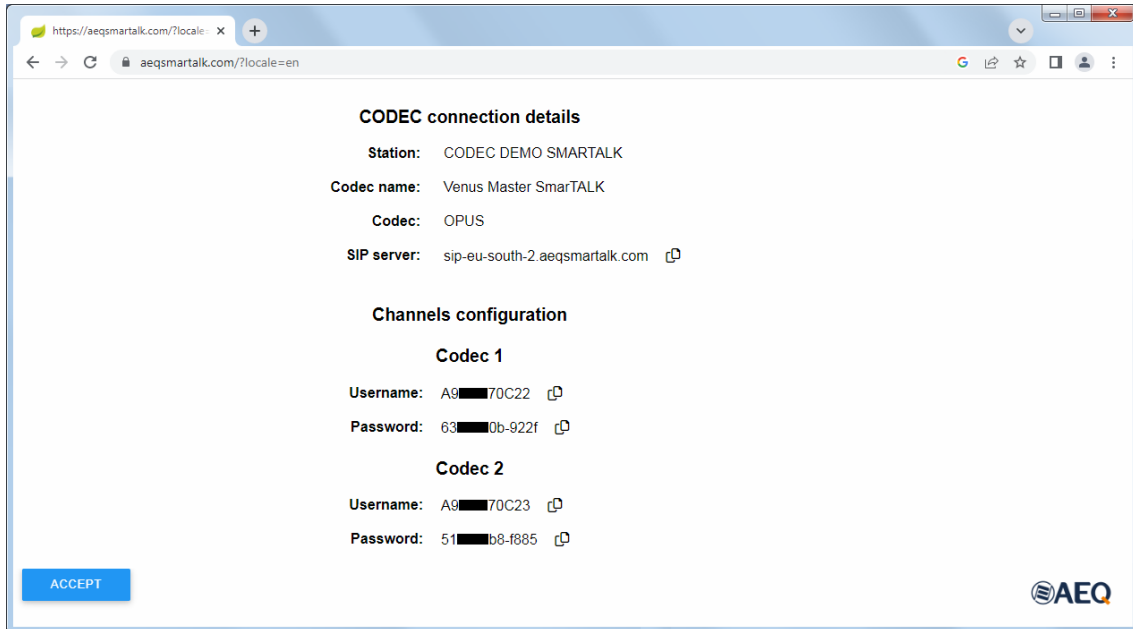 https://aeqsmartalk.com/?locale
aeqsmartalk.com/?locale=en
CODEC connection details
Station: CODEC DEMO SMARTALK
Codec name: Venus Master SmarTALK
Codec: OPUS
SIP server: sip-eu-south-2.aeqsmartalk.com
Channels configuration
Codec 1
Username: A9 70C22
Password: 63 0b-922f
Codec 2
Username: A9 70C23
Password: 51 b8-f885
ACCEPT
AEQ